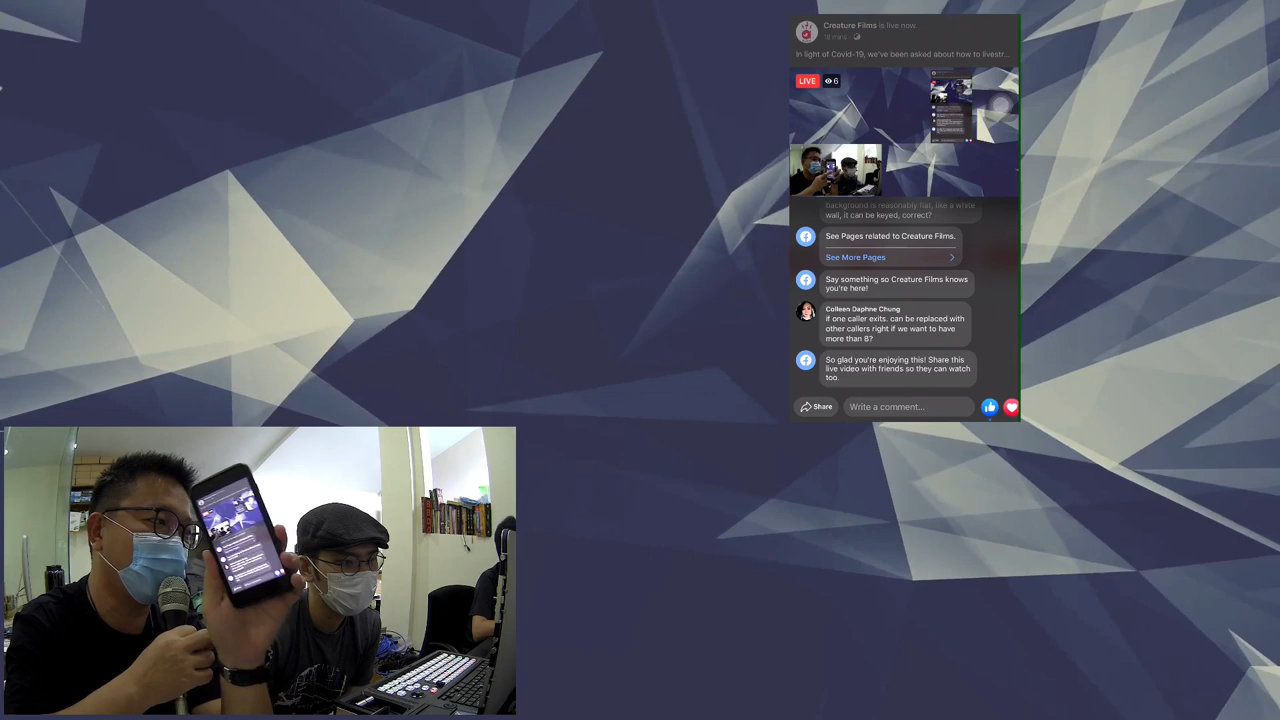 Creature Films is live now.
18 mins ·
In light of Covid-19, we've been asked about how to livestr...
LIVE 6
background is reasonably flat, like a white
wall, it can be keyed, correct?
See Pages related to Creature Films.
See More Pages
Say something so Creature Films knows
you're here!
Colleen Daphne Chung
if one caller exits. can be replaced with
other callers right if we want to have
more than 8?
So glad you're enjoying this! Share this
live video with friends so they can watch
too.
Share
Write a comment...